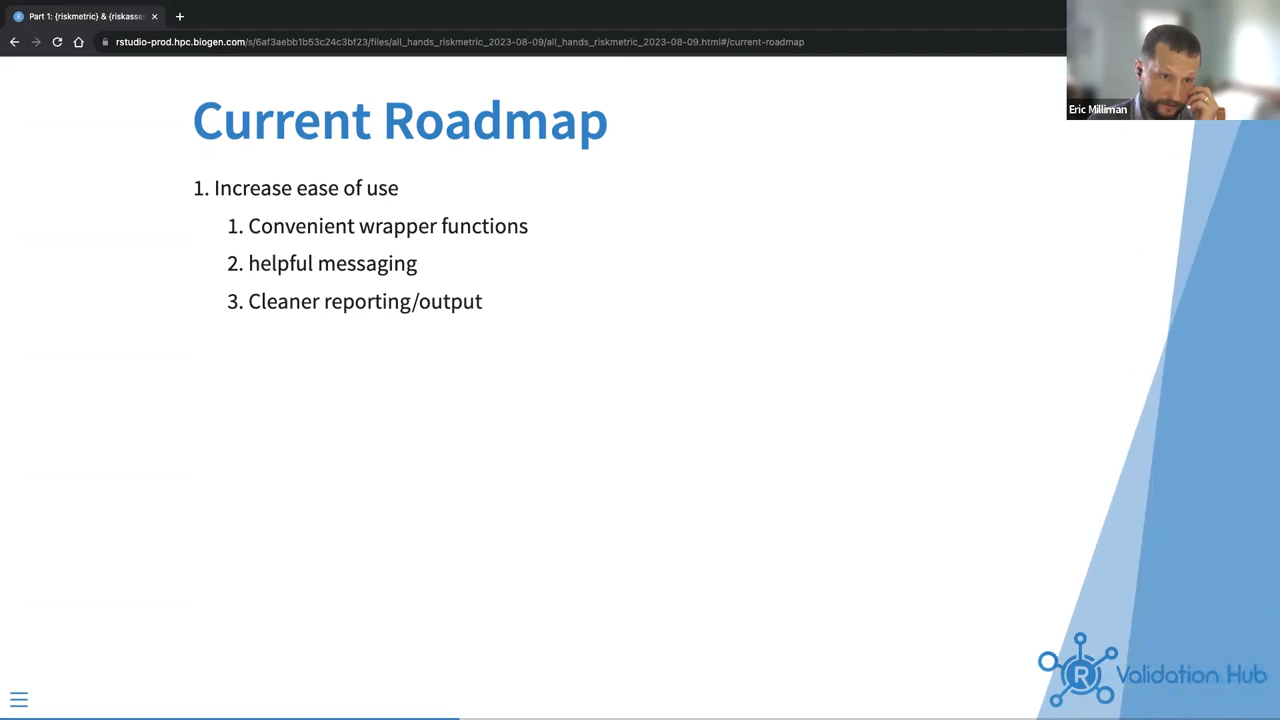 Part 1: {riskmetric} & {riskasse
rstudio-prod.hpc.biogen.com/s/6af3aebb1b53c24c3bf23/files/all_hands_riskmetric_2023-08-09/all_hands_riskmetric_2023-08-09.html#/current-roadmap
Eric Milliman
Current Roadmap
1. Increase ease of use
1. Convenient wrapper functions
2. helpful messaging
3. Cleaner reporting/output
R Validation Hub